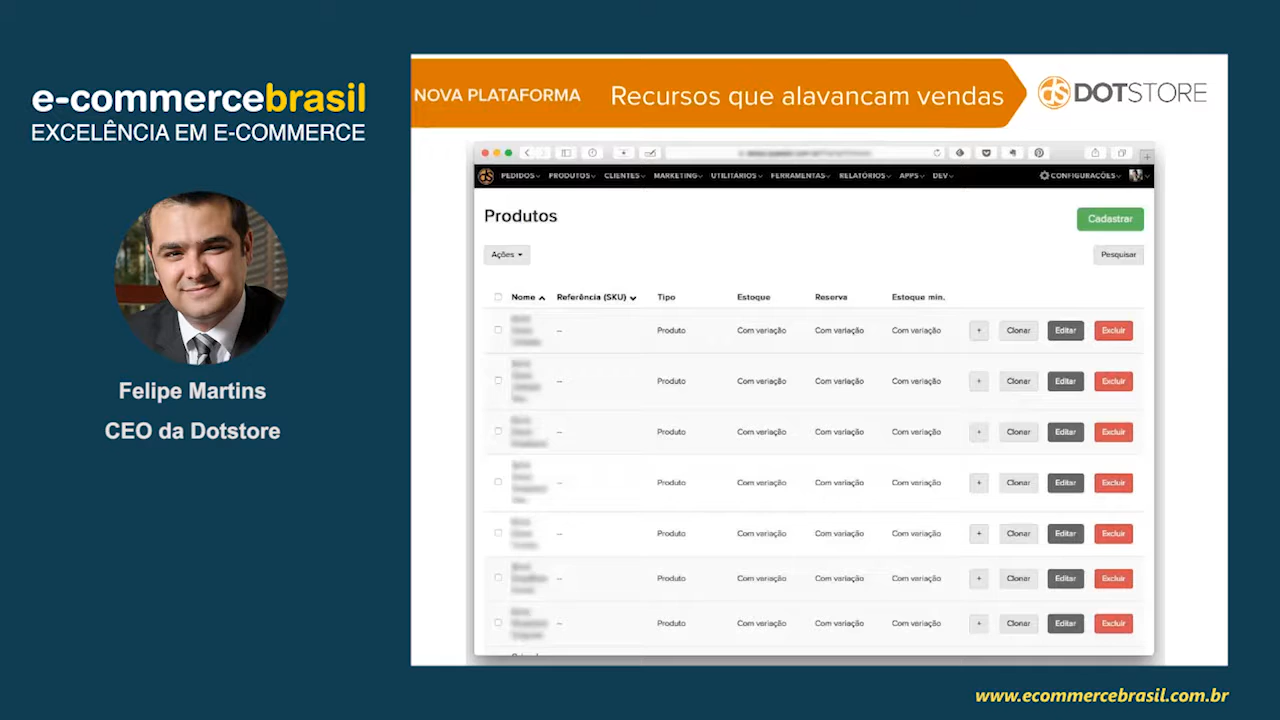 e-commercebrasil
EXCELÊNCIA EM E-COMMERCE
Felipe Martins
CEO da Dotstore
NOVA PLATAFORMA Recursos que alavancam vendas
DOTSTORE
PEDIDOS PRODUTOS CLIENTES MARKETING UTILITÁRIOS FERRAMENTAS RELATÓRIOS APPS DEV CONFIGURAÇÕES
Produtos
Cadastrar
Ações
Pesquisar
Nome Referência (SKU) Tipo Estoque Reserva Estoque min.
-- Produto Com variação Com variação Com variação + Clonar Editar Excluir
-- Produto Com variação Com variação Com variação + Clonar Editar Excluir
-- Produto Com variação Com variação Com variação + Clonar Editar Excluir
-- Produto Com variação Com variação Com variação + Clonar Editar Excluir
-- Produto Com variação Com variação Com variação + Clonar Editar Excluir
-- Produto Com variação Com variação Com variação + Clonar Editar Excluir
-- Produto Com variação Com variação Com variação + Clonar Editar Excluir
www.ecommercebrasil.com.br